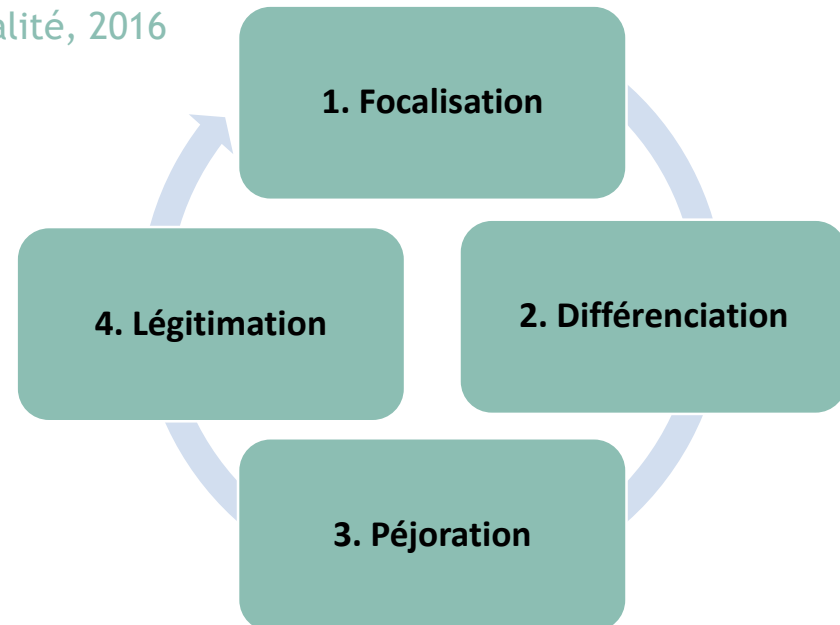 alité, 2016
1. Focalisation
2. Différenciation
4. Légitimation
3. Péjoration